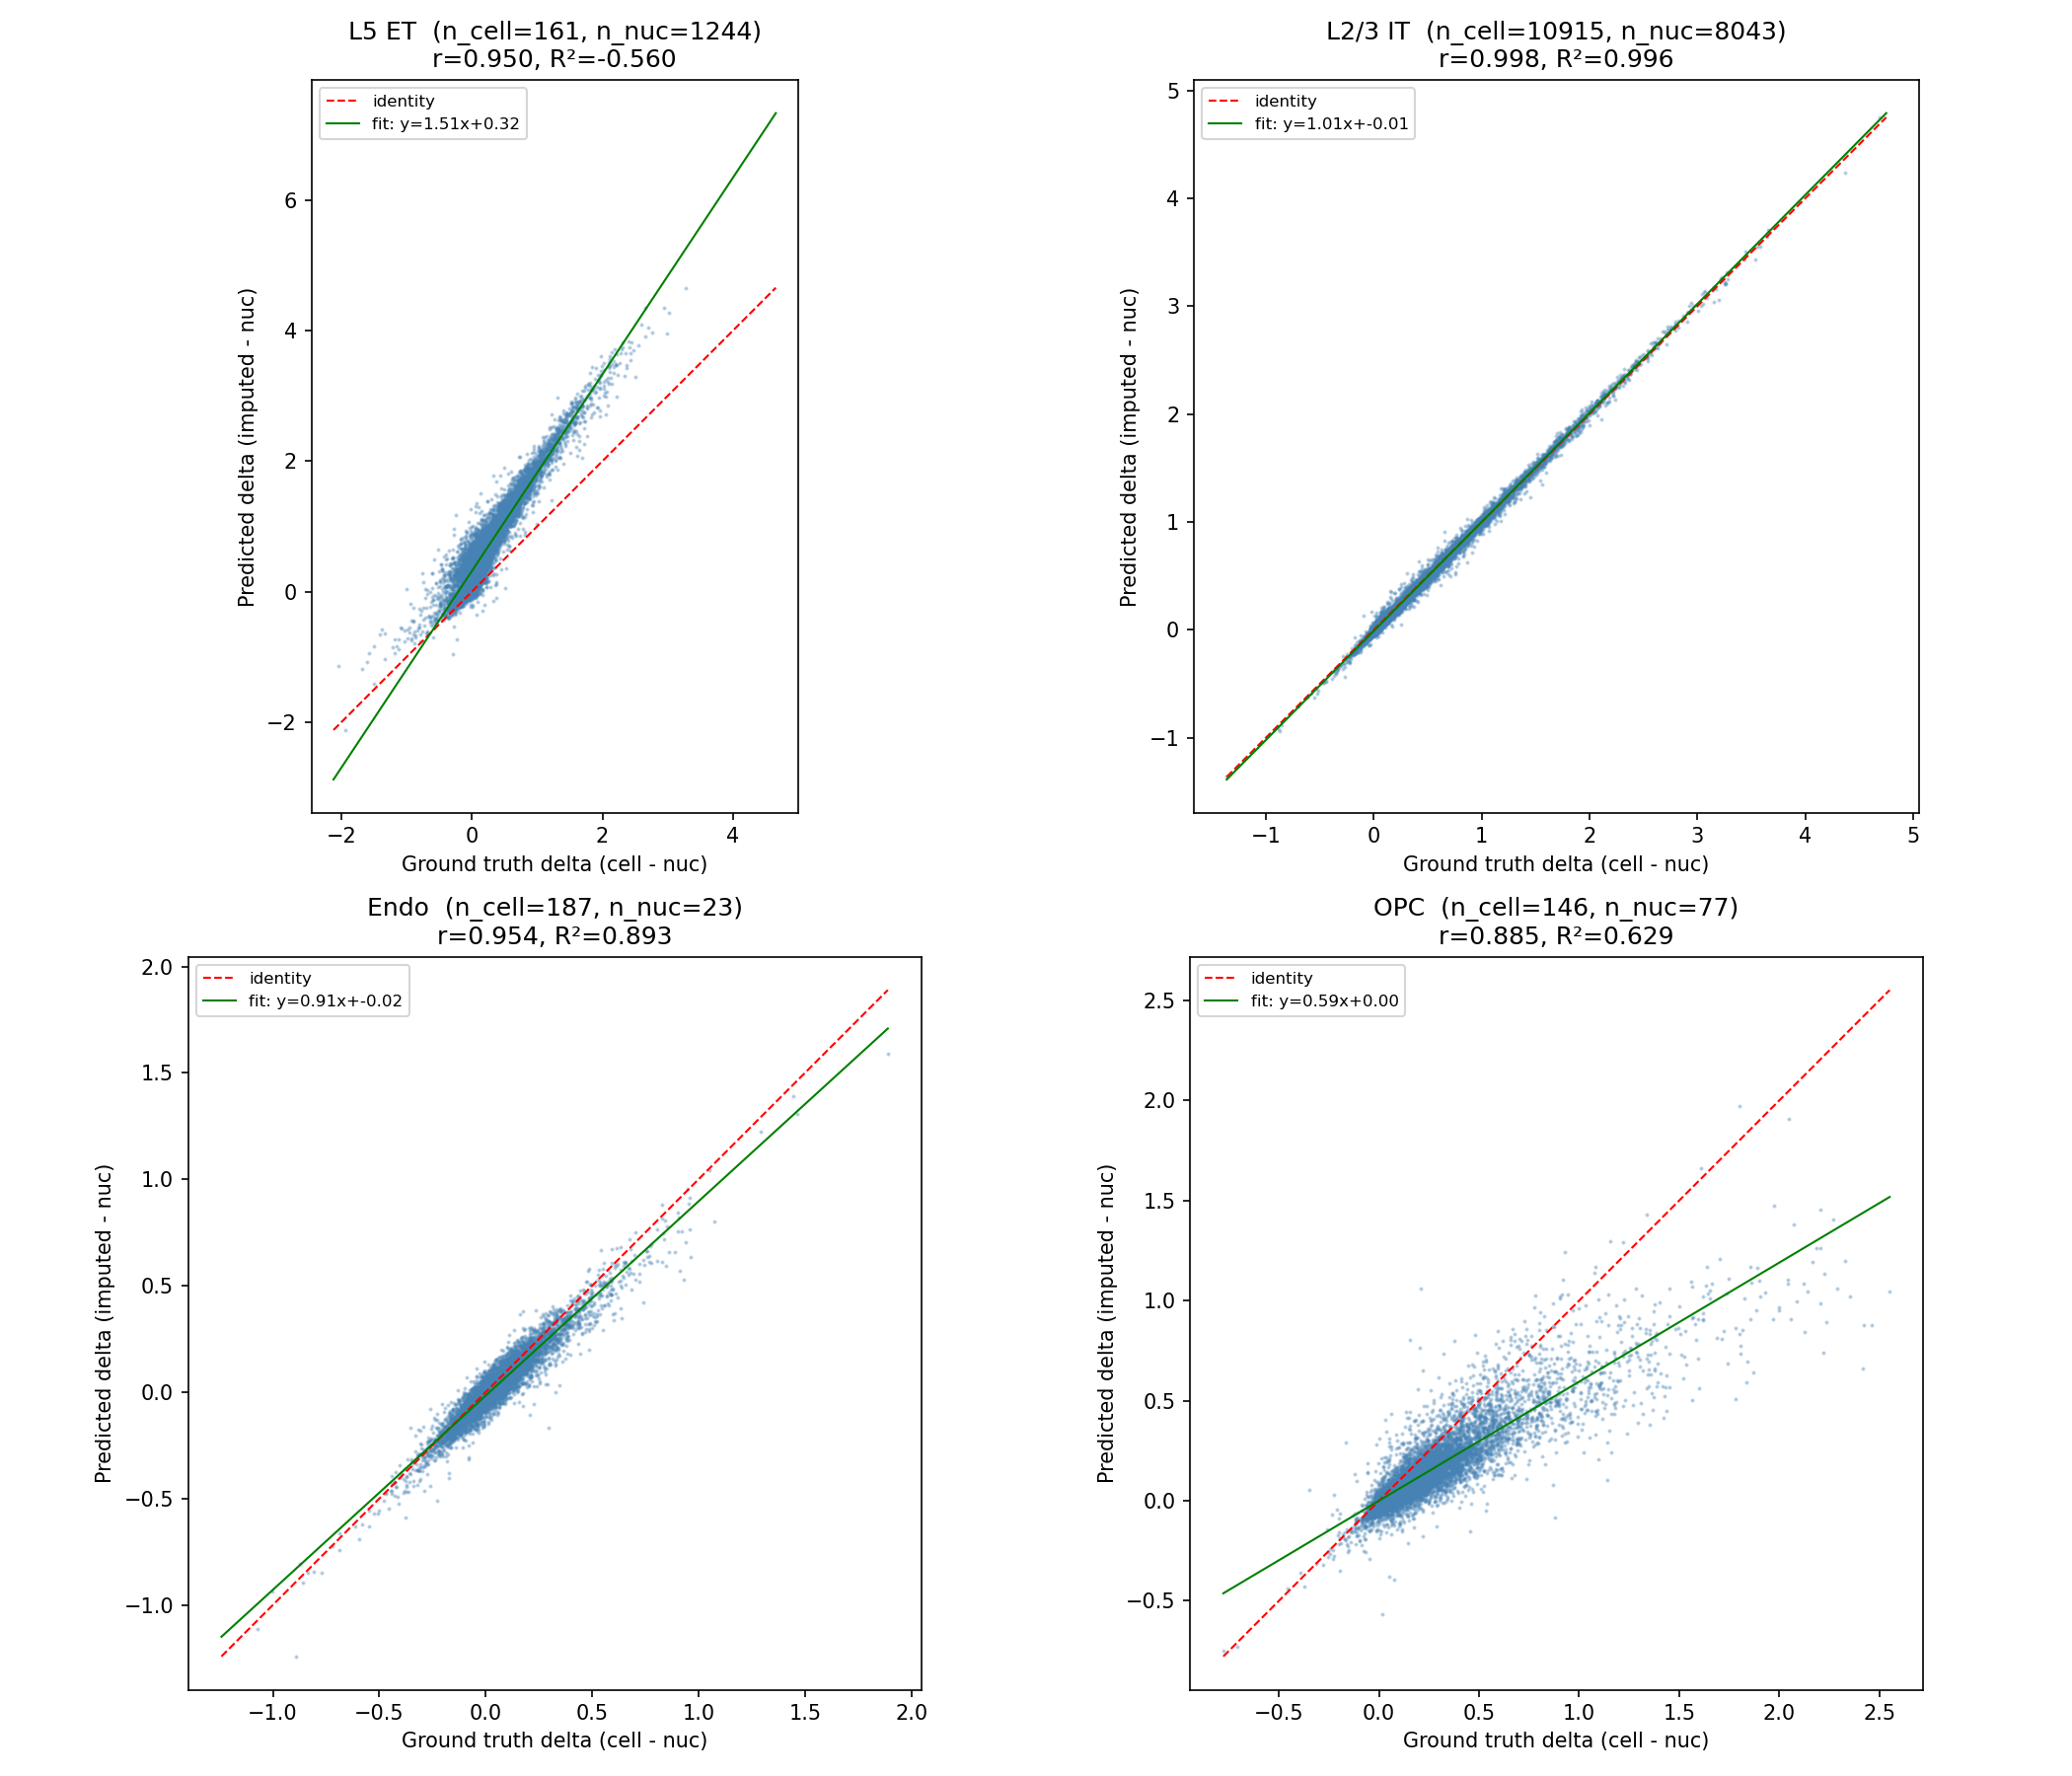 L5 ET  (n_cell=161, n_nuc=1244)
r=0.950, R²=-0.560
identity
fit: y=1.51x+0.32
6
4
2
0
−2
Predicted delta (imputed - nuc)
−2 0 2 4
Ground truth delta (cell - nuc)
L2/3 IT  (n_cell=10915, n_nuc=8043)
r=0.998, R²=0.996
identity
fit: y=1.01x+-0.01
5
4
3
2
1
0
−1
Predicted delta (imputed - nuc)
−1 0 1 2 3 4 5
Ground truth delta (cell - nuc)
Endo  (n_cell=187, n_nuc=23)
r=0.954, R²=0.893
identity
fit: y=0.91x+-0.02
2.0
1.5
1.0
0.5
0.0
−0.5
−1.0
Predicted delta (imputed - nuc)
−1.0 −0.5 0.0 0.5 1.0 1.5 2.0
Ground truth delta (cell - nuc)
OPC  (n_cell=146, n_nuc=77)
r=0.885, R²=0.629
identity
fit: y=0.59x+0.00
2.5
2.0
1.5
1.0
0.5
0.0
−0.5
Predicted delta (imputed - nuc)
−0.5 0.0 0.5 1.0 1.5 2.0 2.5
Ground truth delta (cell - nuc)